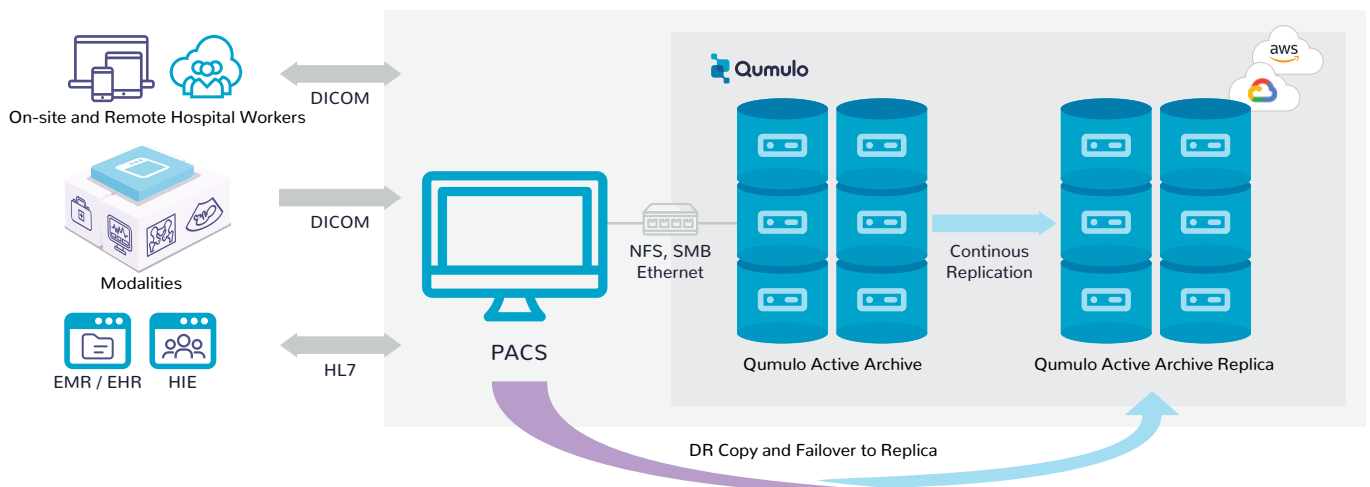 On-site and Remote Hospital Workers
DICOM
Modalities
DICOM
EMR / EHR
HIE
HL7
PACS
NFS, SMB
Ethernet
Qumulo
aws
Continous
Replication
Qumulo Active Archive
Qumulo Active Archive Replica
DR Copy and Failover to Replica